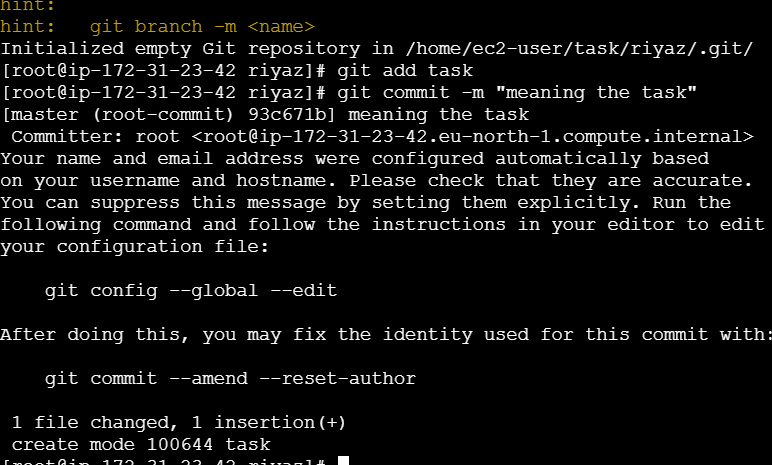 hint:
hint:   git branch -m <name>
Initialized empty Git repository in /home/ec2-user/task/riyaz/.git/
[root@ip-172-31-23-42 riyaz]# git add task
[root@ip-172-31-23-42 riyaz]# git commit -m "meaning the task"
[master (root-commit) 93c671b] meaning the task
 Committer: root <root@ip-172-31-23-42.eu-north-1.compute.internal>
Your name and email address were configured automatically based
on your username and hostname. Please check that they are accurate.
You can suppress this message by setting them explicitly. Run the
following command and follow the instructions in your editor to edit
your configuration file:

    git config --global --edit

After doing this, you may fix the identity used for this commit with:

    git commit --amend --reset-author

 1 file changed, 1 insertion(+)
 create mode 100644 task
[root@ip-172-31-23-42 riyaz]#